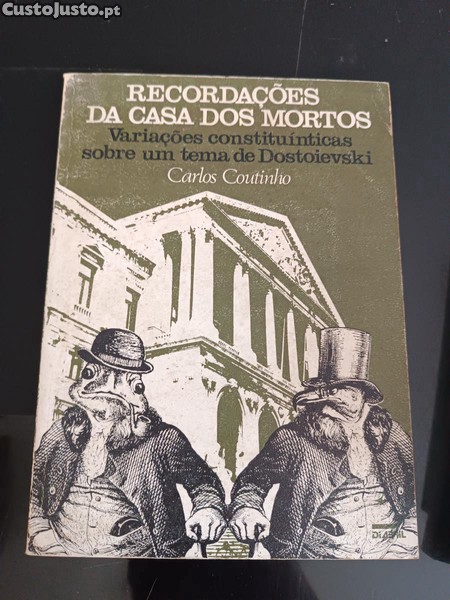 CustoJusto.pt
RECORDAÇÕES
DA CASA DOS MORTOS
Variações constituínticas
sobre um tema de Dostoievski
Carlos Coutinho
DIABRIL